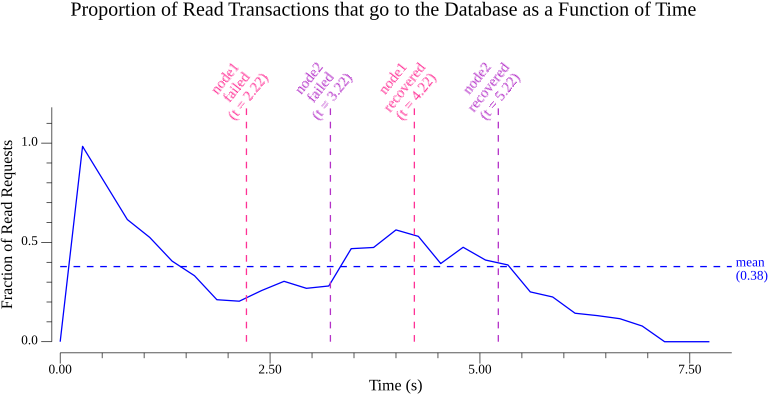 Proportion of Read Transactions that go to the Database as a Function of Time
node1
failed
(t = 2.22)
node2
failed
(t = 3.22)
node1
recovered
(t = 4.22)
node2
recovered
(t = 5.22)
Fraction of Read Requests
1.0
0.5
0.0
mean
(0.38)
0.00
2.50
5.00
7.50
Time (s)